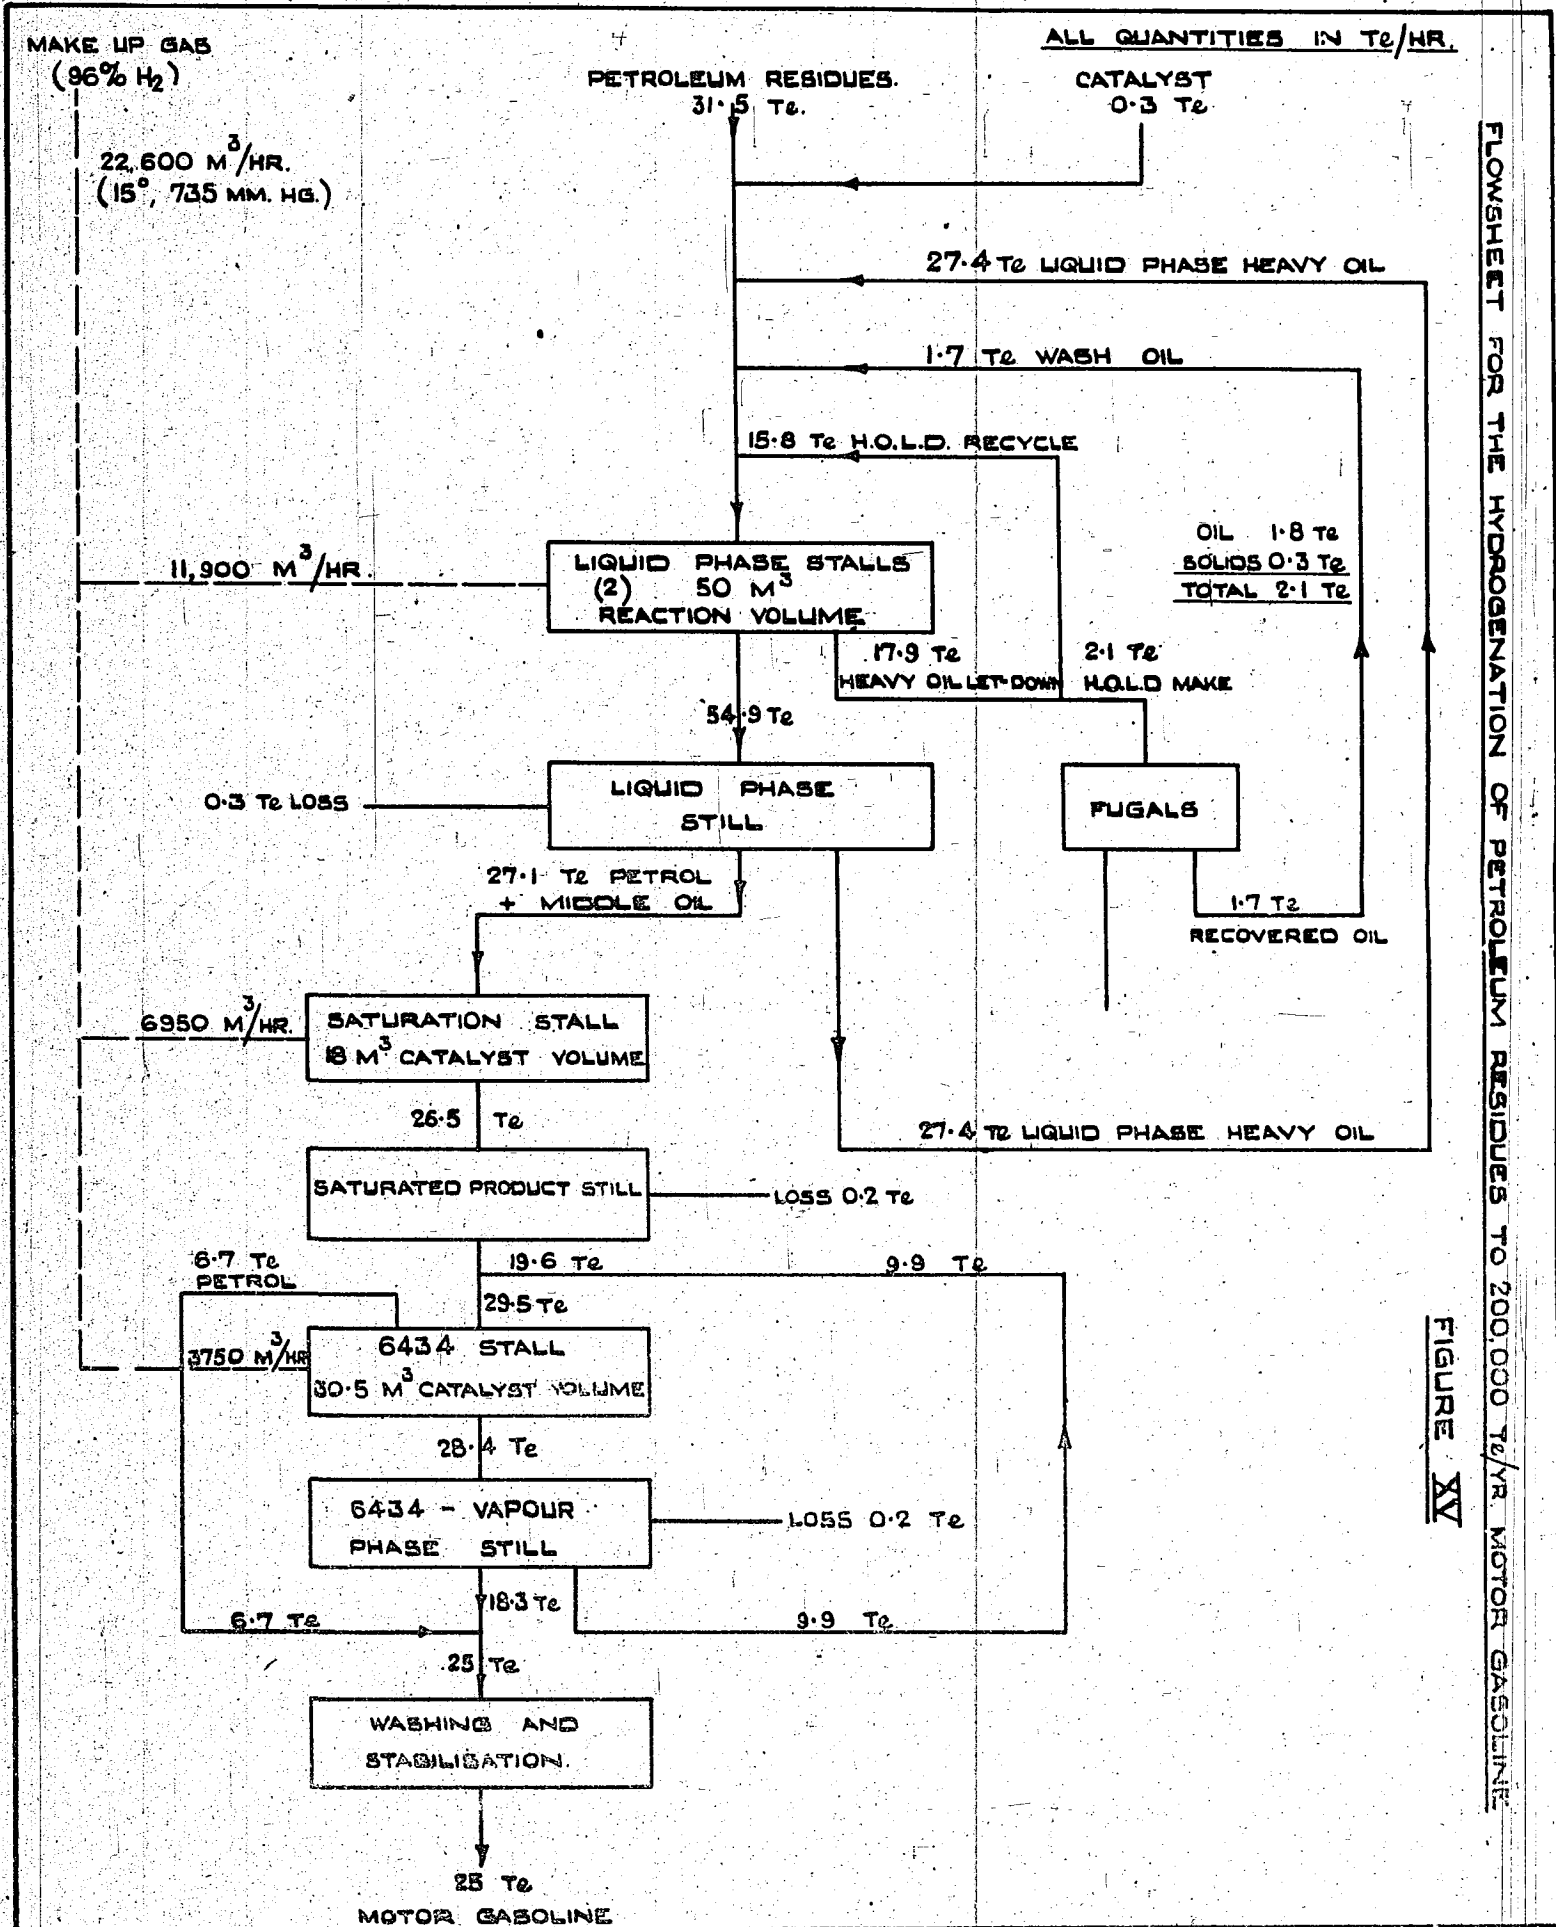 MAKE UP GAS
(96% H2)
22,600 M3/HR.
(15°, 735 MM. HG.)
ALL QUANTITIES IN Te/HR.
PETROLEUM RESIDUES.
31.5 Te.
CATALYST
0.3 Te
27.4 Te LIQUID PHASE HEAVY OIL
1.7 Te WASH OIL
15.8 Te H.O.L.D. RECYCLE
OIL 1.8 Te
SOLIDS 0.3 Te
TOTAL 2.1 Te
11,900 M3/HR.
LIQUID PHASE STALLS
(2) 50 M3
REACTION VOLUME
17.9 Te
HEAVY OIL LET-DOWN
2.1 Te
H.O.L.D MAKE
54.9 Te
LIQUID PHASE
STILL
0.3 Te LOSS
FUGALS
27.1 Te PETROL
+ MIDDLE OIL
1.7 Te
RECOVERED OIL
6950 M3/HR.
SATURATION STALL
18 M3 CATALYST VOLUME
26.5 Te
27.4 Te LIQUID PHASE HEAVY OIL
SATURATED PRODUCT STILL
LOSS 0.2 Te
6.7 Te
PETROL
19.6 Te
9.9 Te
29.5 Te
3750 M3/HR
6434 STALL
30.5 M3 CATALYST VOLUME
28.4 Te
6434 - VAPOUR
PHASE STILL
LOSS 0.2 Te
18.3 Te
6.7 Te
9.9 Te
25 Te
WASHING AND
STABILISATION.
25 Te
MOTOR GASOLINE
FLOWSHEET FOR THE HYDROGENATION OF PETROLEUM RESIDUES TO 200,000 Te/YR. MOTOR GASOLINE.
FIGURE XV